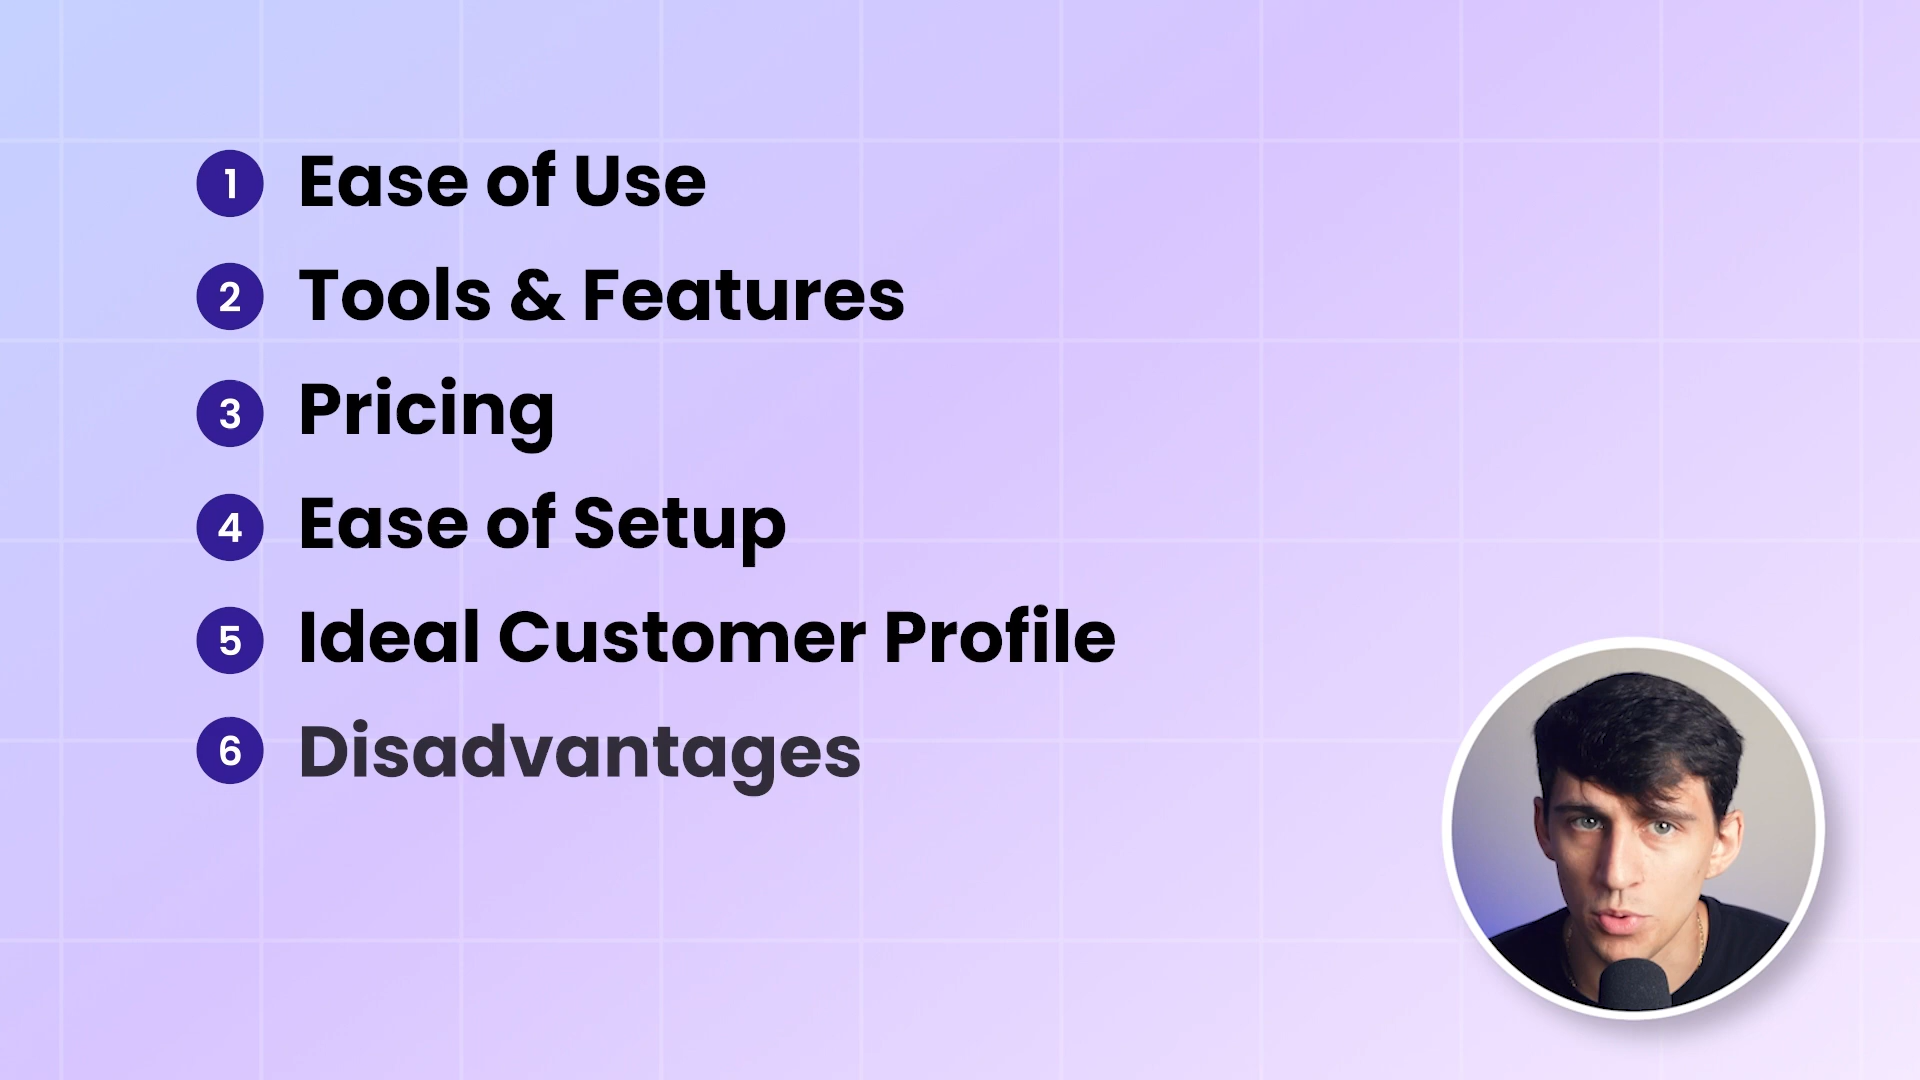 1 Ease of Use
2 Tools & Features
3 Pricing
4 Ease of Setup
5 Ideal Customer Profile
6 Disadvantages